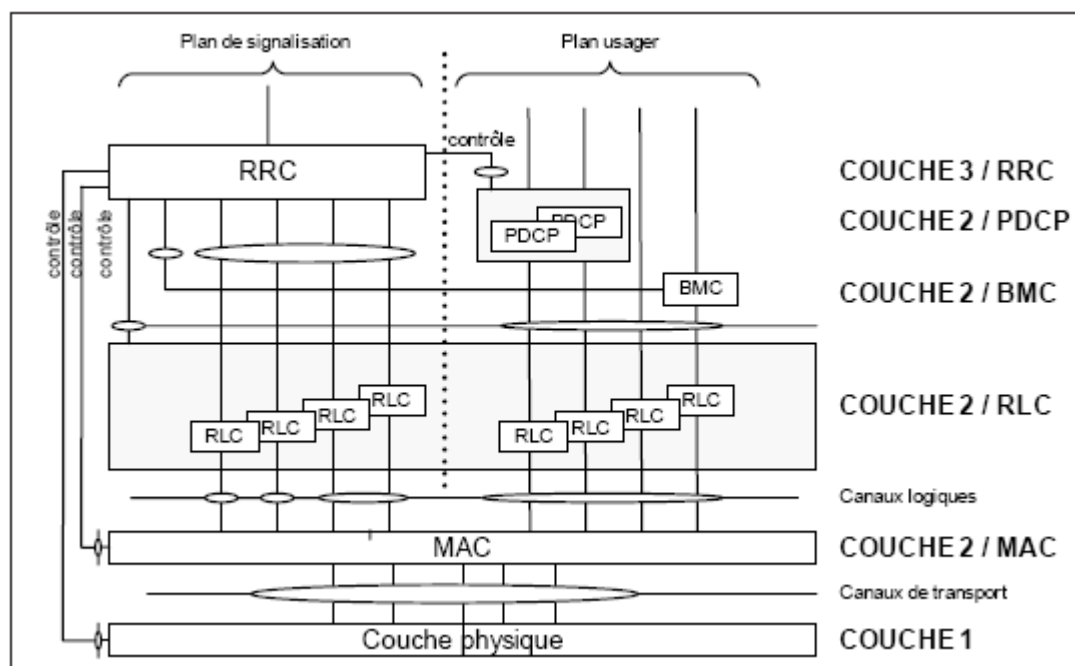 Plan de signalisation
Plan usager
contrôle
RRC
COUCHE 3 / RRC
contrôle
contrôle
contrôle
PDCP
PDCP
COUCHE 2 / PDCP
BMC
COUCHE 2 / BMC
RLC
RLC
RLC
RLC
RLC
RLC
RLC
RLC
COUCHE 2 / RLC
Canaux logiques
MAC
COUCHE 2 / MAC
Canaux de transport
Couche physique
COUCHE 1